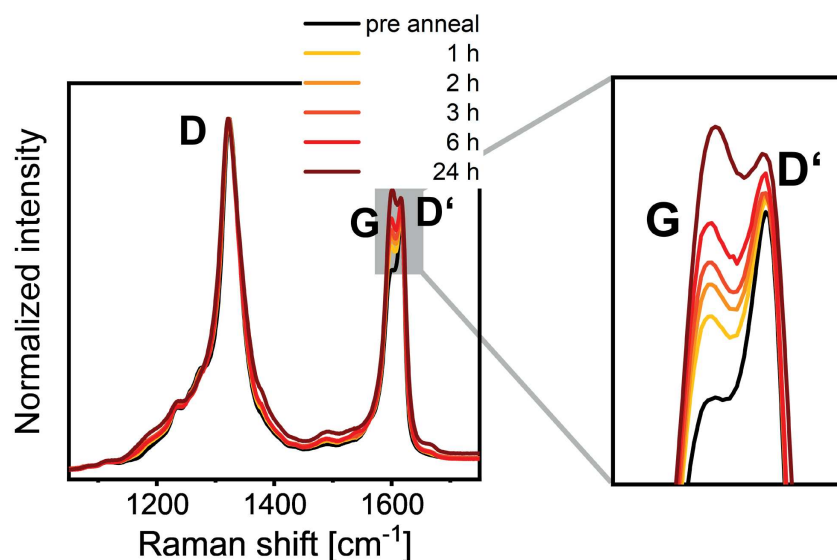 pre anneal
1 h
2 h
3 h
6 h
24 h
D
G
D‘
G
D‘
Normalized intensity
1200 1400 1600
Raman shift [cm⁻¹]